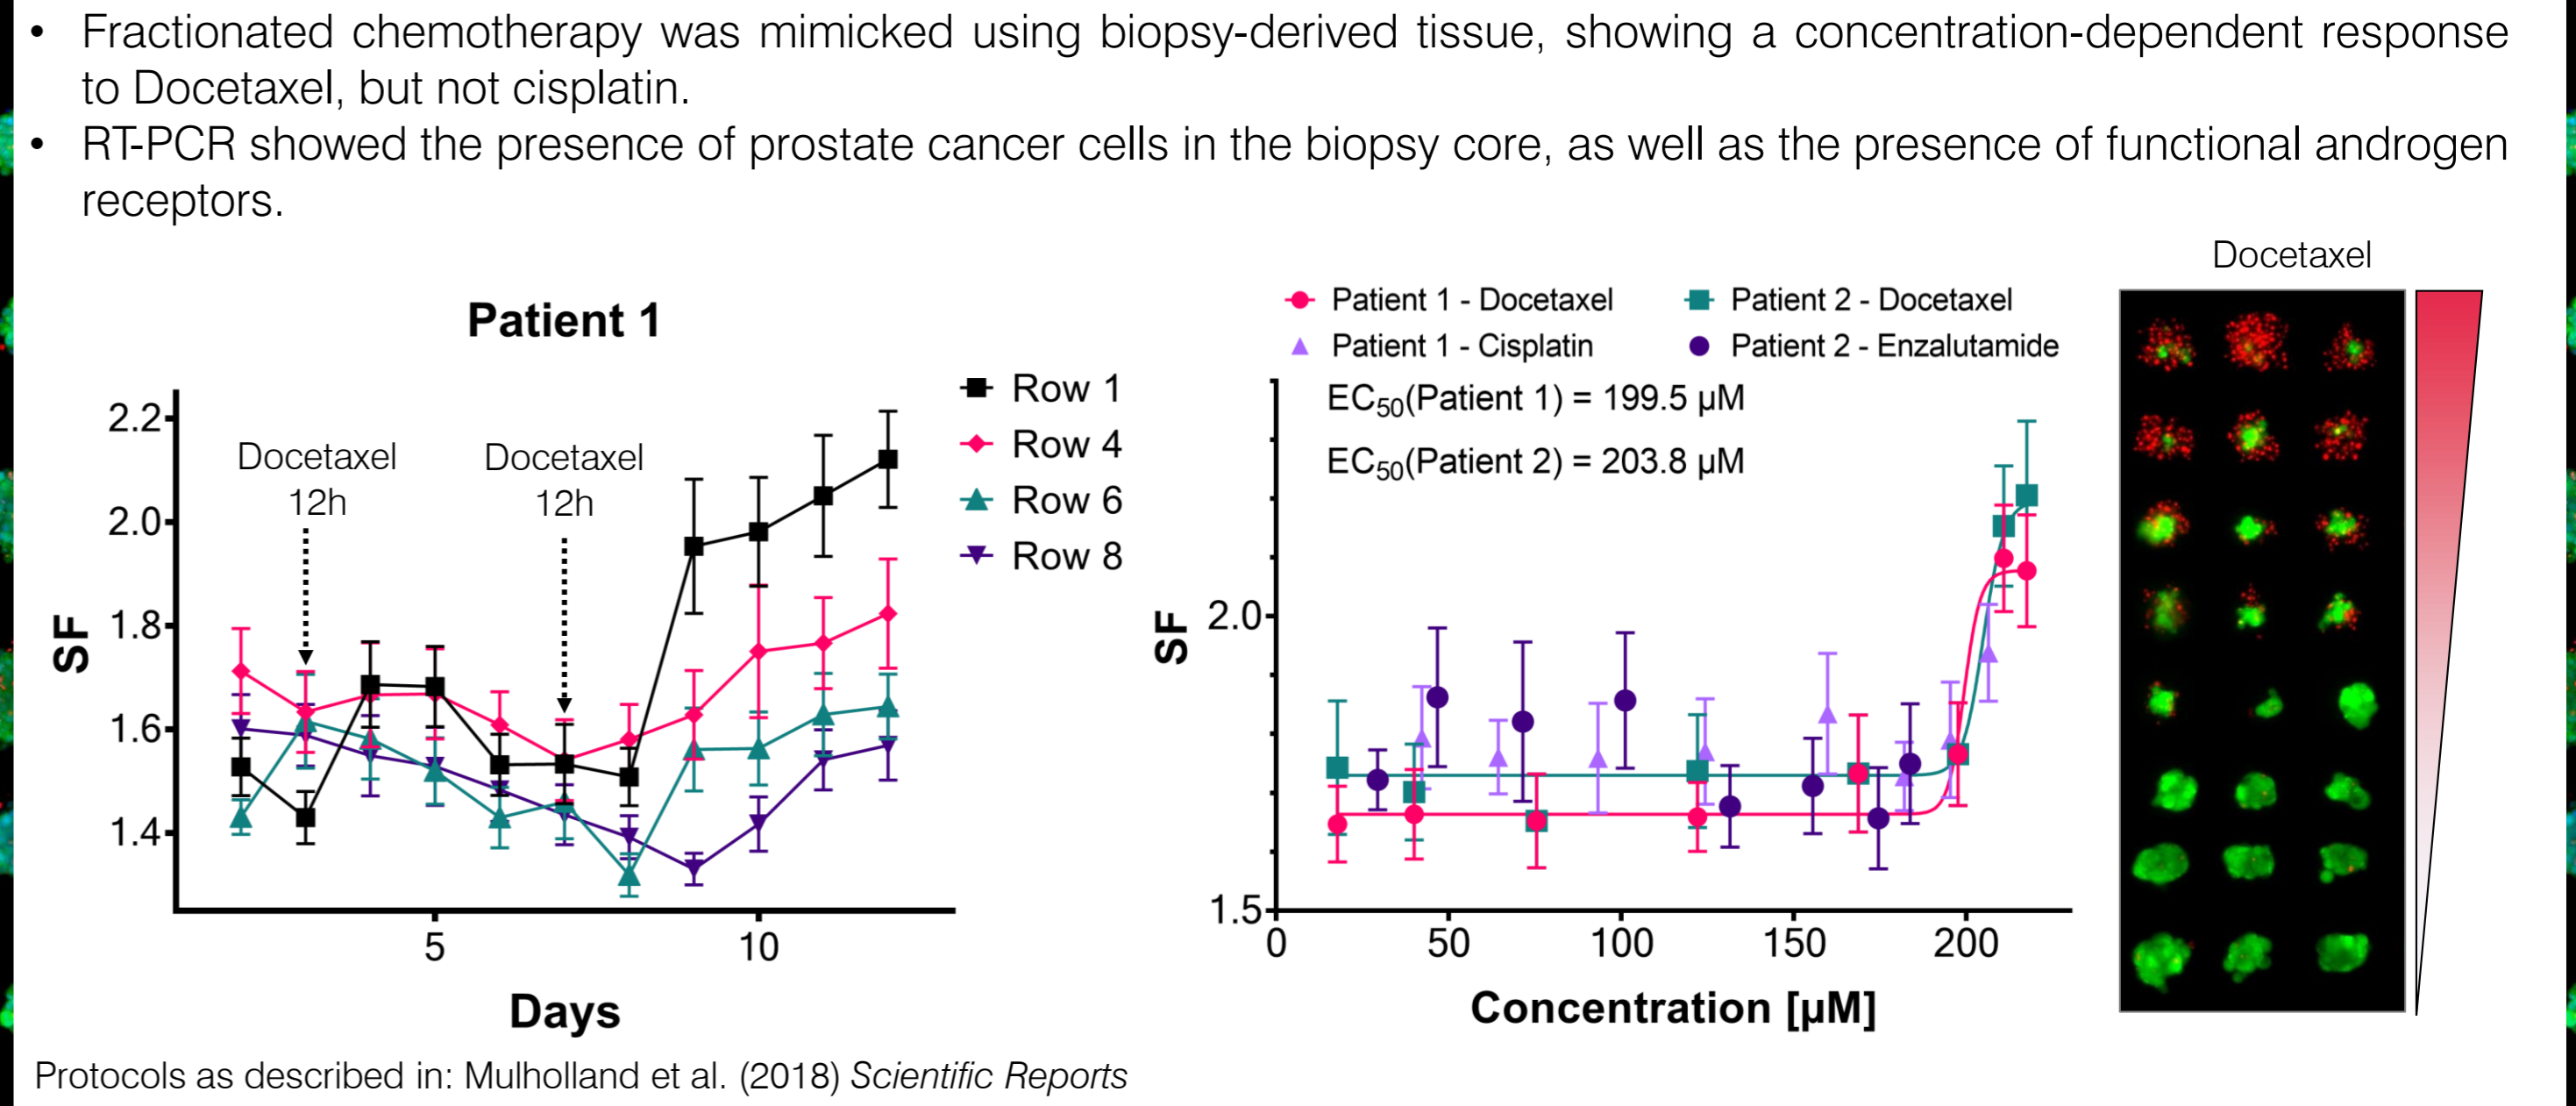 • Fractionated chemotherapy was mimicked using biopsy-derived tissue, showing a concentration-dependent response
to Docetaxel, but not cisplatin.
• RT-PCR showed the presence of prostate cancer cells in the biopsy core, as well as the presence of functional androgen
receptors.
Patient 1
Row 1
Row 4
Row 6
Row 8
Docetaxel
12h
Docetaxel
12h
SF
2.2
2.0
1.8
1.6
1.4
5
10
Days
Patient 1 - Docetaxel
Patient 2 - Docetaxel
Patient 1 - Cisplatin
Patient 2 - Enzalutamide
EC50(Patient 1) = 199.5 µM
EC50(Patient 2) = 203.8 µM
SF
2.0
1.5
0
50
100
150
200
Concentration [µM]
Docetaxel
Protocols as described in: Mulholland et al. (2018) Scientific Reports